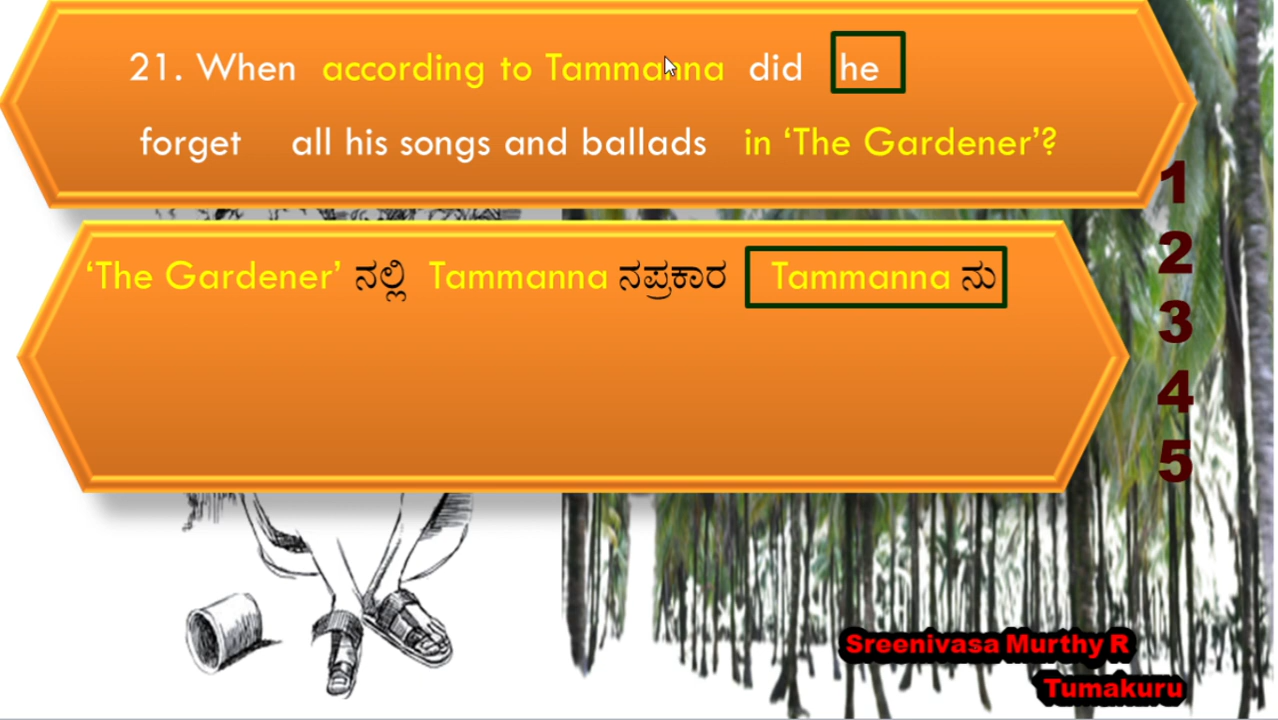 21. When according to Tammanna did he
forget all his songs and ballads in ‘The Gardener’?
‘The Gardener’ ನಲ್ಲಿ Tammanna ನಪ್ರಕಾರ Tammanna ನು
1
2
3
4
5
Sreenivasa Murthy R
Tumakuru